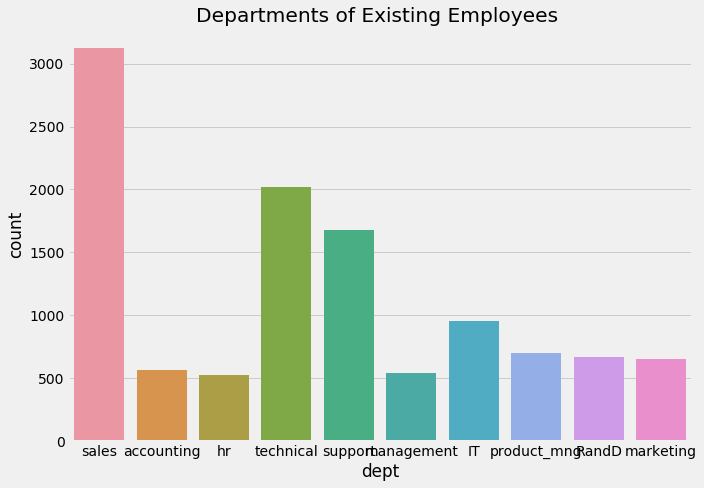 Departments of Existing Employees
count
3000
2500
2000
1500
1000
500
0
sales accounting hr technical support management IT product_mng RandD marketing
dept